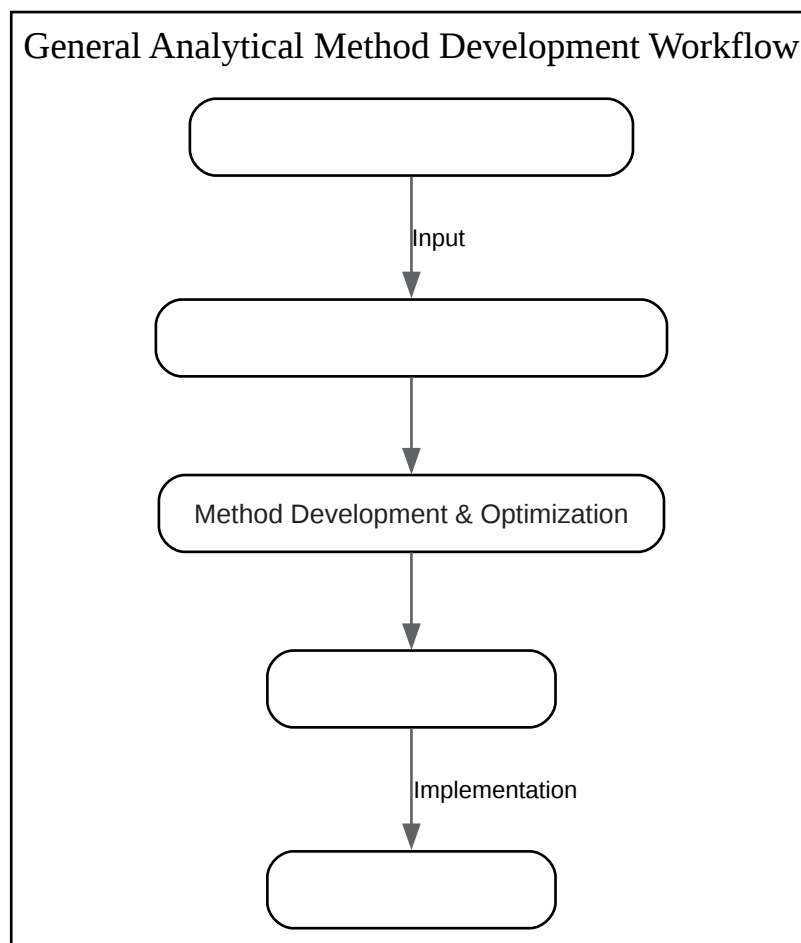 General Analytical Method Development Workflow
Input
Method Development & Optimization
Implementation